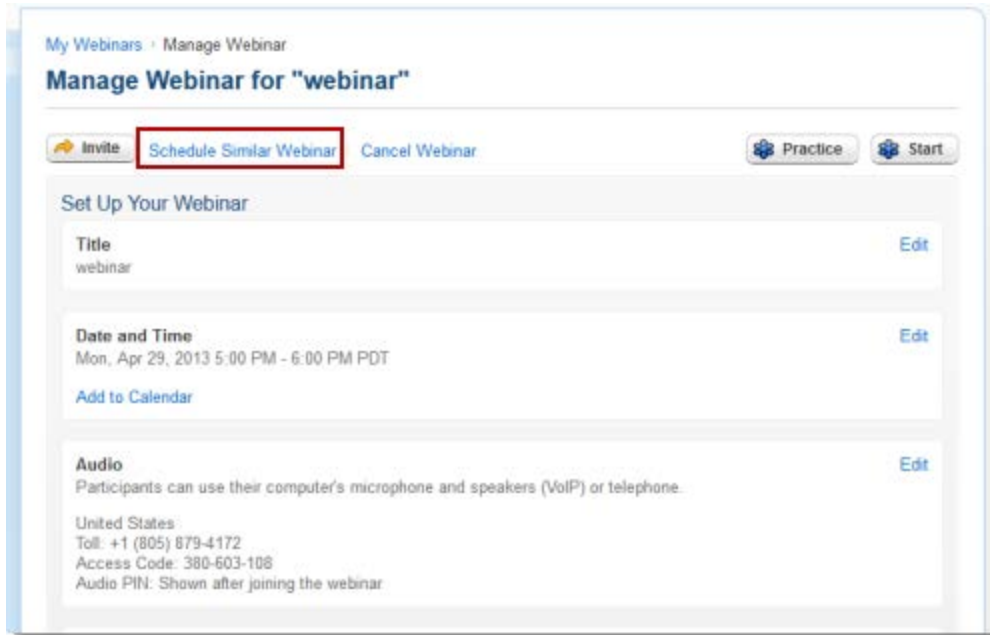 My Webinars › Manage Webinar
Manage Webinar for "webinar"
Invite Schedule Similar Webinar Cancel Webinar Practice Start
Set Up Your Webinar
Title Edit
webinar
Date and Time Edit
Mon, Apr 29, 2013 5:00 PM - 6:00 PM PDT
Add to Calendar
Audio Edit
Participants can use their computer's microphone and speakers (VoIP) or telephone.
United States
Toll: +1 (805) 879-4172
Access Code: 380-603-108
Audio PIN: Shown after joining the webinar